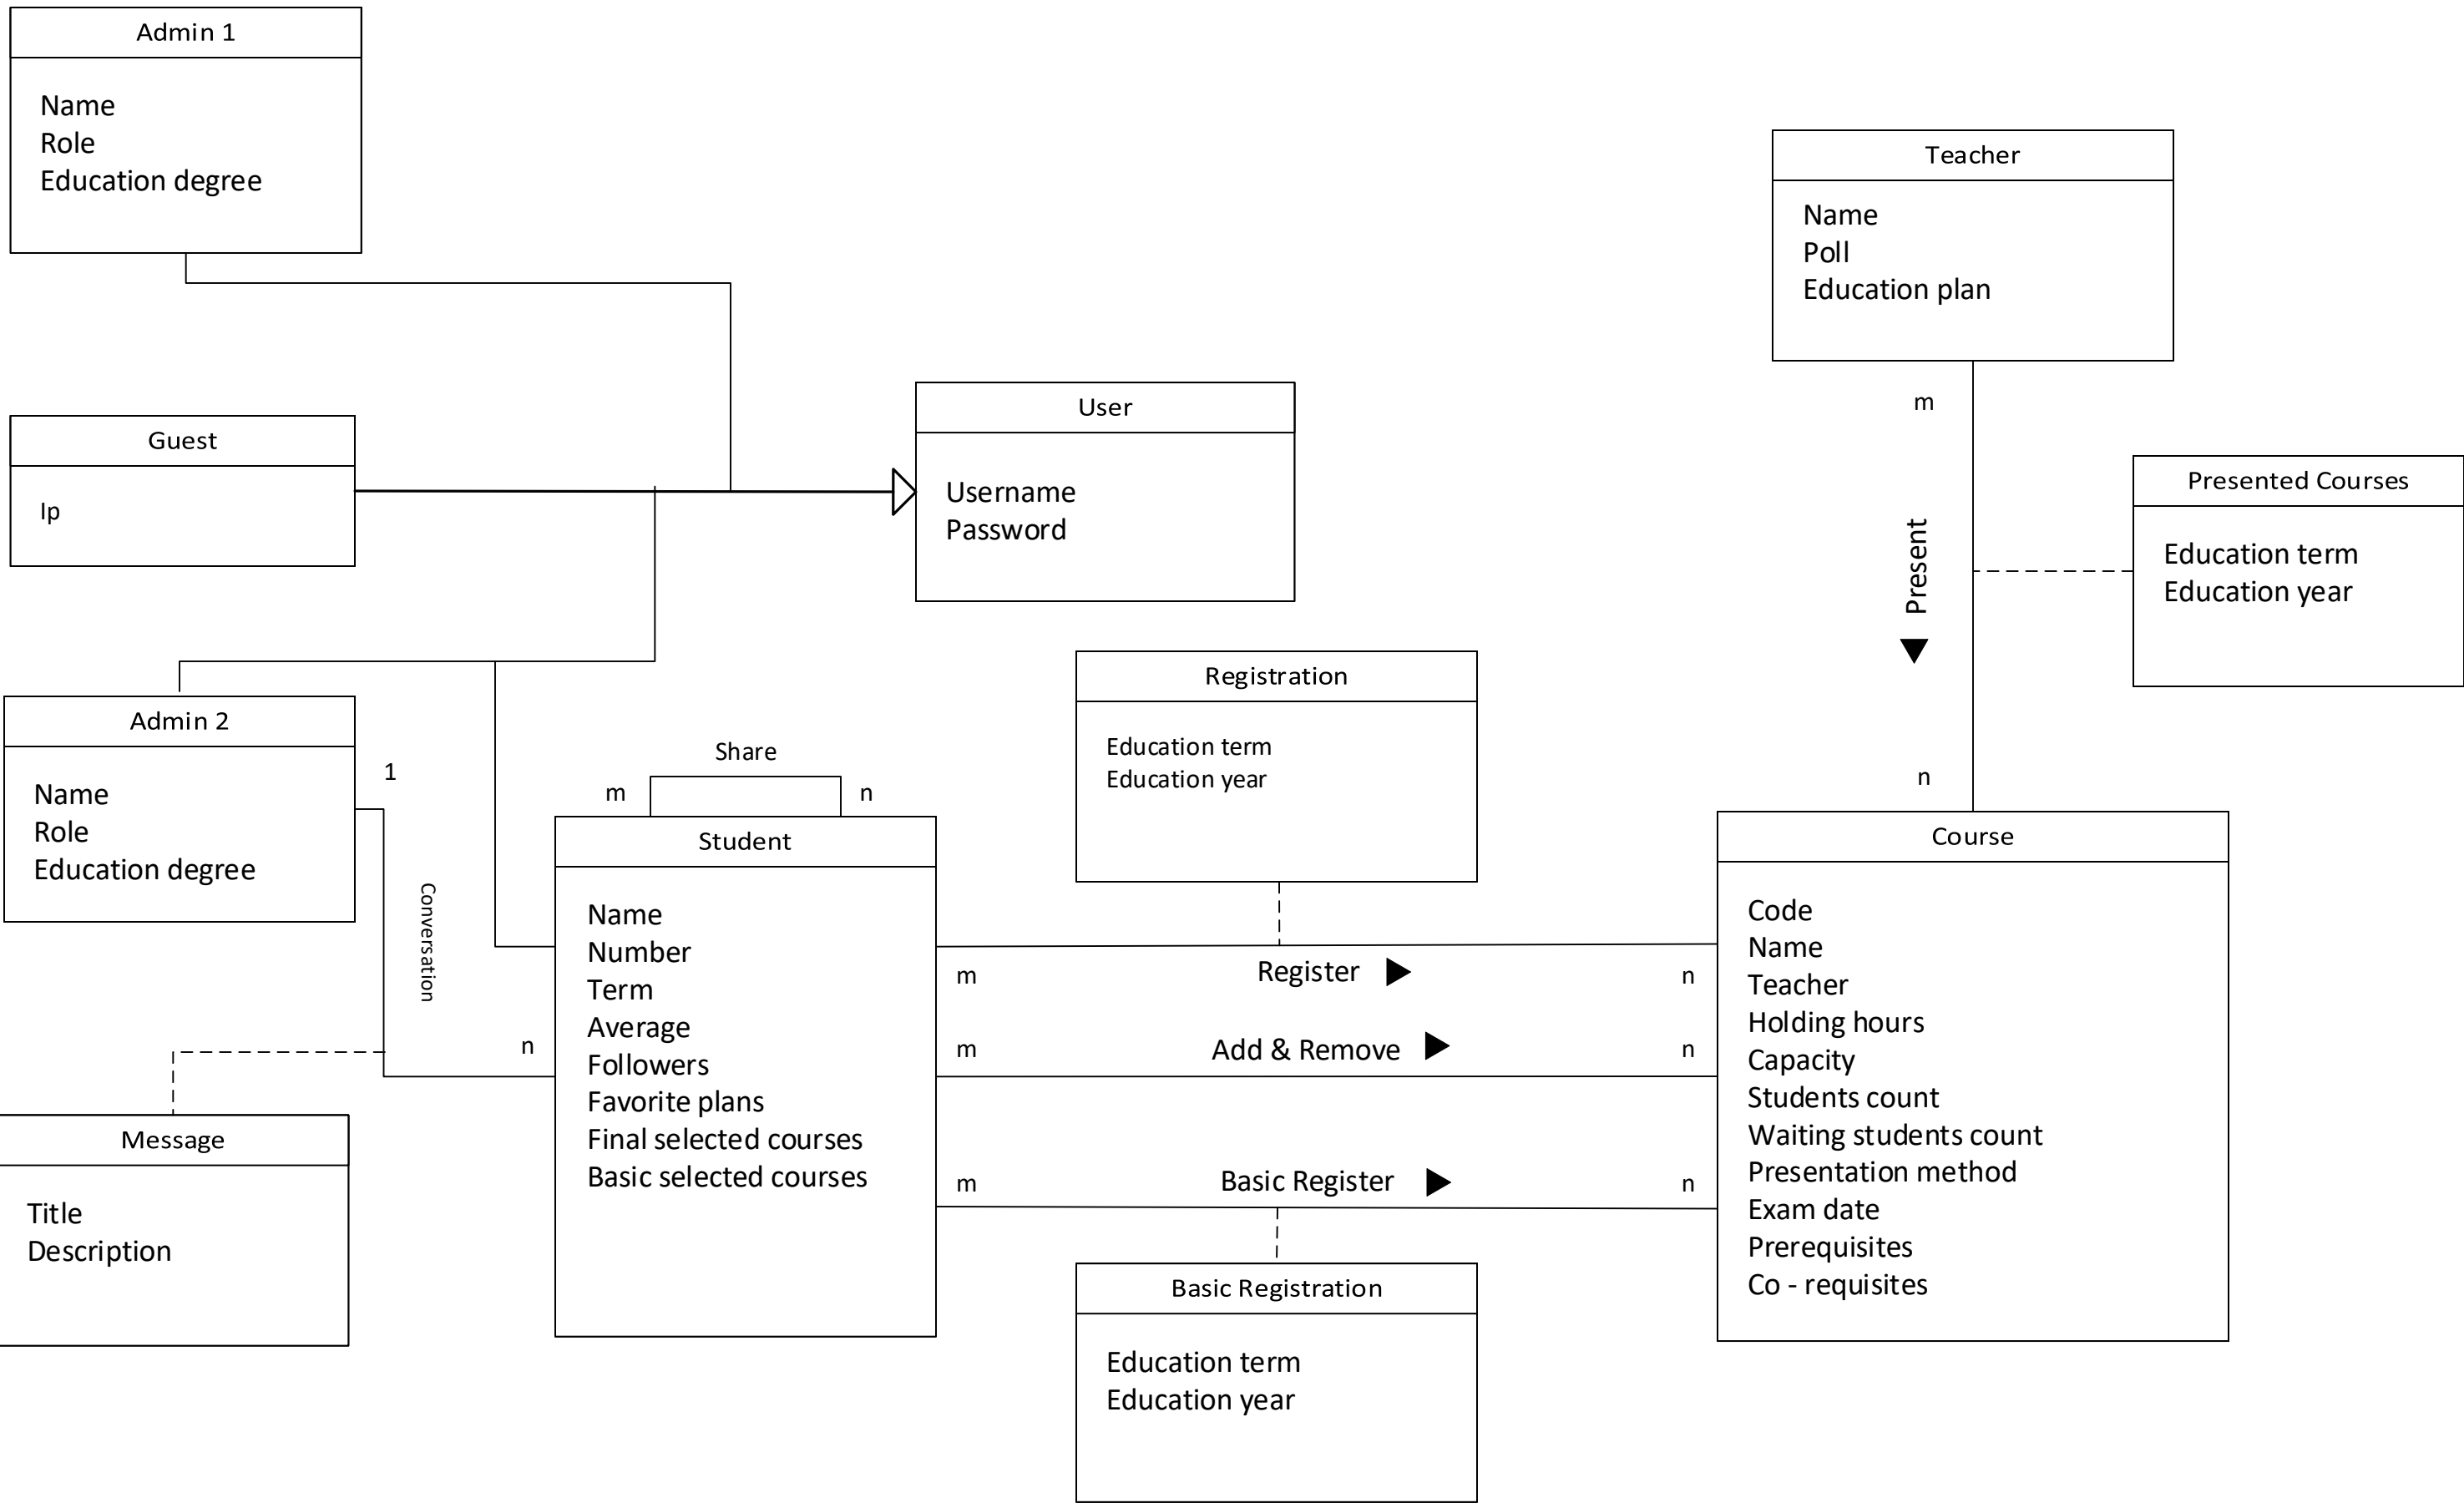 Admin 1
Name
Role
Education degree
Teacher
Name
Poll
Education plan
m
Present
n
Presented Courses
Education term
Education year
Guest
Ip
User
Username
Password
Admin 2
Name
Role
Education degree
1
Conversation
n
Message
Title
Description
Share
m
n
Student
Name
Number
Term
Average
Followers
Favorite plans
Final selected courses
Basic selected courses
Registration
Education term
Education year
m
Register
n
m
Add & Remove
n
m
Basic Register
n
Basic Registration
Education term
Education year
Course
Code
Name
Teacher
Holding hours
Capacity
Students count
Waiting students count
Presentation method
Exam date
Prerequisites
Co - requisites